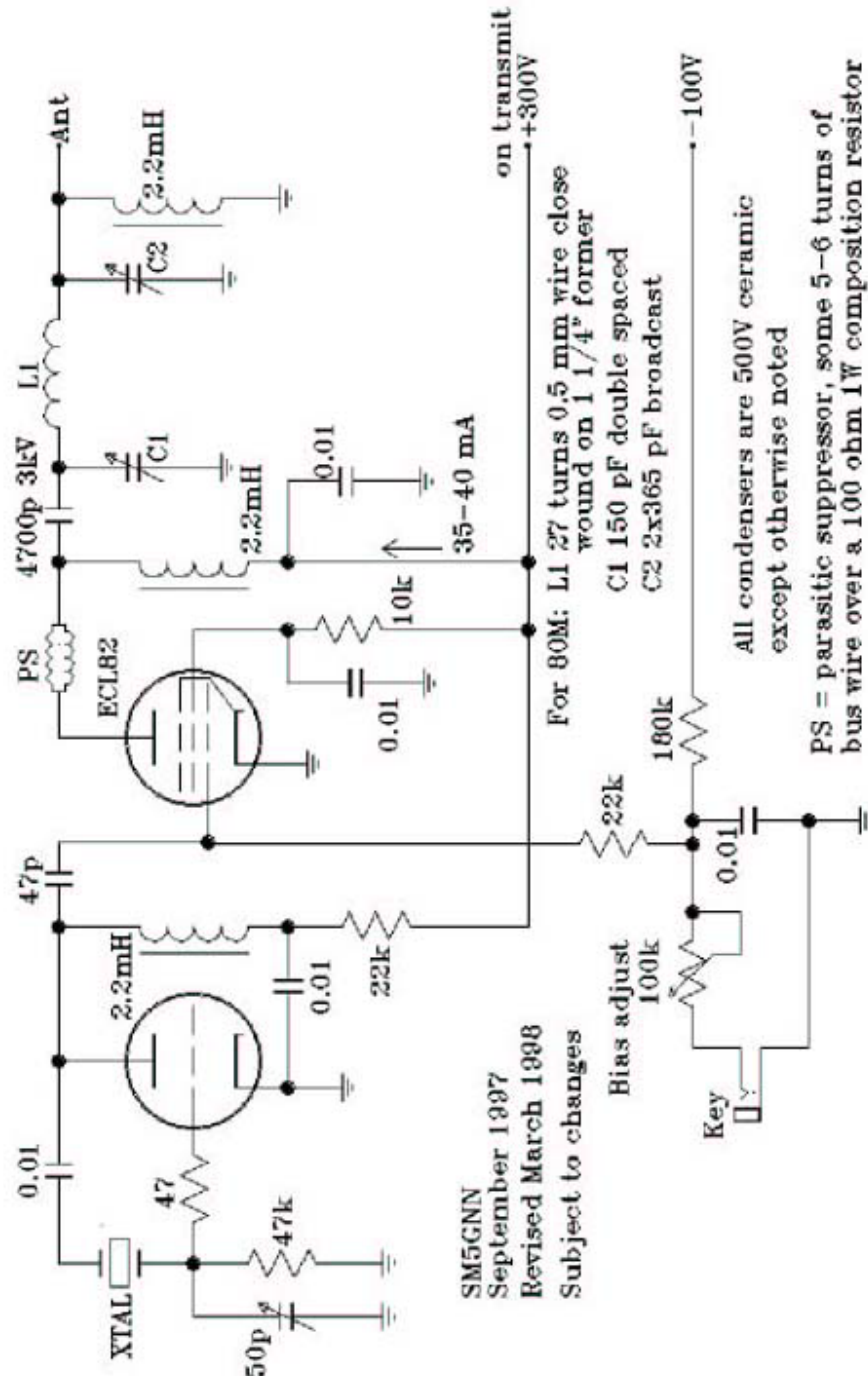 0.01
47p
PS
4700p 3kV
L1
Ant
XTAL
47
2.2mH
ECL82
C1
C2
2.2mH
50p
47k
0.01
2.2mH
0.01
22k
0.01
10k
35-40 mA
on transmit
+300V
SM5GNN
September 1997
Revised March 1998
Subject to changes
For 80M: L1 27 turns 0.5 mm wire close
wound on 1 1/4" former
C1 150 pF double spaced
C2 2x365 pF broadcast
22k
Bias adjust
100k
180k
-100V
Key
0.01
All condensers are 500V ceramic
except otherwise noted
PS = parasitic suppressor, some 5-6 turns of
bus wire over a 100 ohm 1W composition resistor